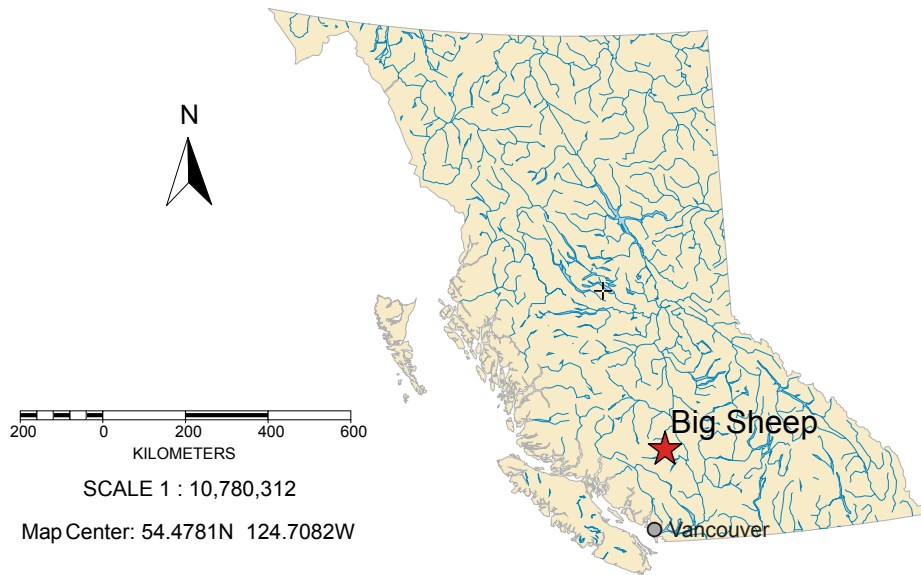 N
Big Sheep
200 0 200 400 600
KILOMETERS
SCALE 1 : 10,780,312
Map Center: 54.4781N 124.7082W
Vancouver